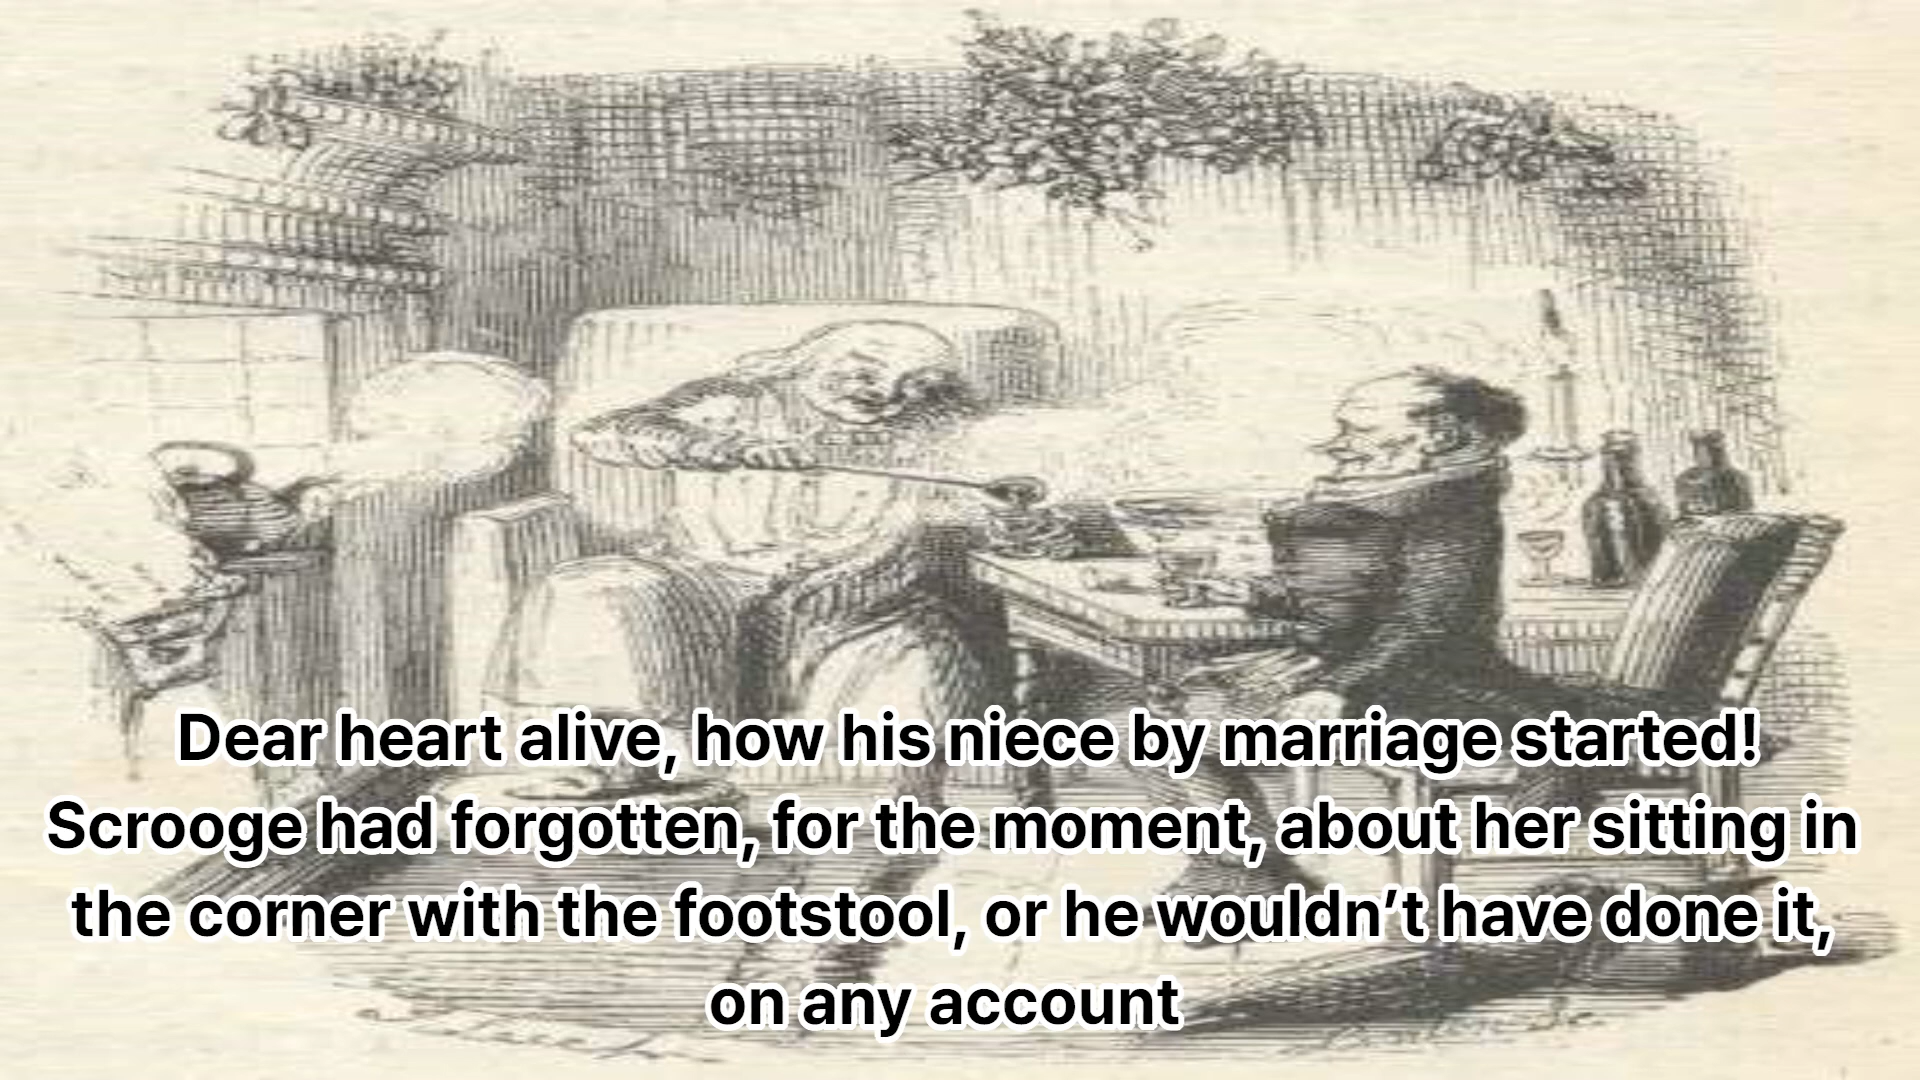 Dear heart alive, how his niece by marriage started!
Scrooge had forgotten, for the moment, about her sitting in
the corner with the footstool, or he wouldn’t have done it,
on any account